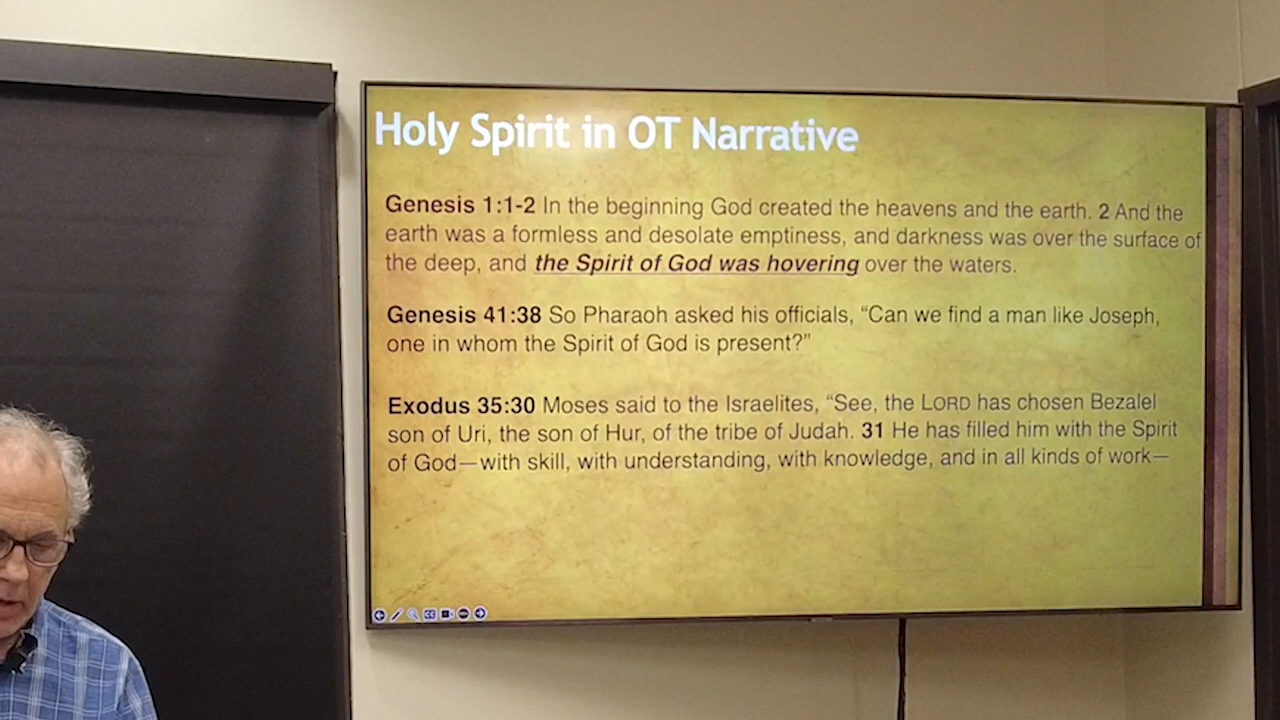 Holy Spirit in OT Narrative
Genesis 1:1-2 In the beginning God created the heavens and the earth. 2 And the
earth was a formless and desolate emptiness, and darkness was over the surface of
the deep, and the Spirit of God was hovering over the waters.
Genesis 41:38 So Pharaoh asked his officials, “Can we find a man like Joseph,
one in whom the Spirit of God is present?”
Exodus 35:30 Moses said to the Israelites, “See, the LORD has chosen Bezalel
son of Uri, the son of Hur, of the tribe of Judah. 31 He has filled him with the Spirit
of God—with skill, with understanding, with knowledge, and in all kinds of work—